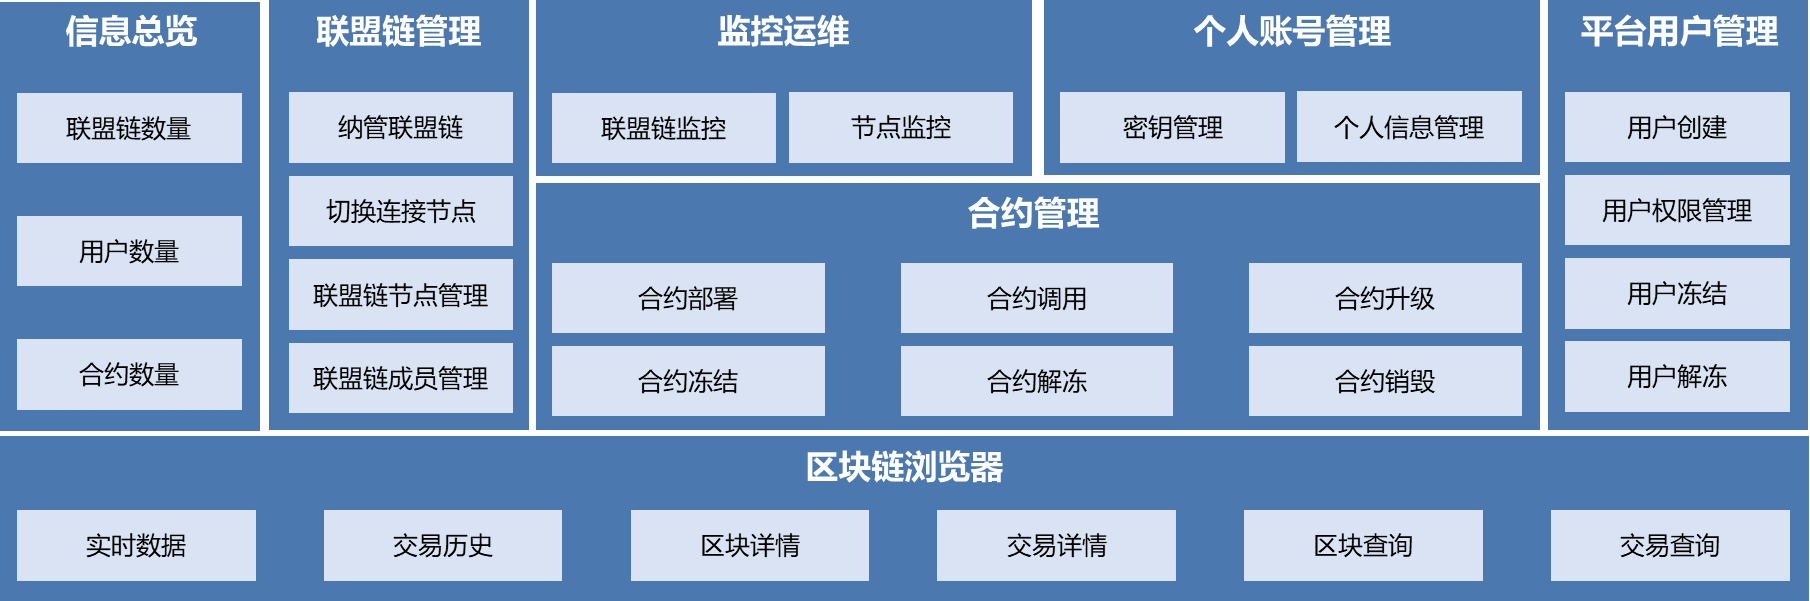 信息总览
联盟链数量
用户数量
合约数量
联盟链管理
纳管联盟链
切换连接节点
联盟链节点管理
联盟链成员管理
监控运维
联盟链监控
节点监控
个人账号管理
密钥管理
个人信息管理
合约管理
合约部署
合约调用
合约升级
合约冻结
合约解冻
合约销毁
平台用户管理
用户创建
用户权限管理
用户冻结
用户解冻
区块链浏览器
实时数据
交易历史
区块详情
交易详情
区块查询
交易查询